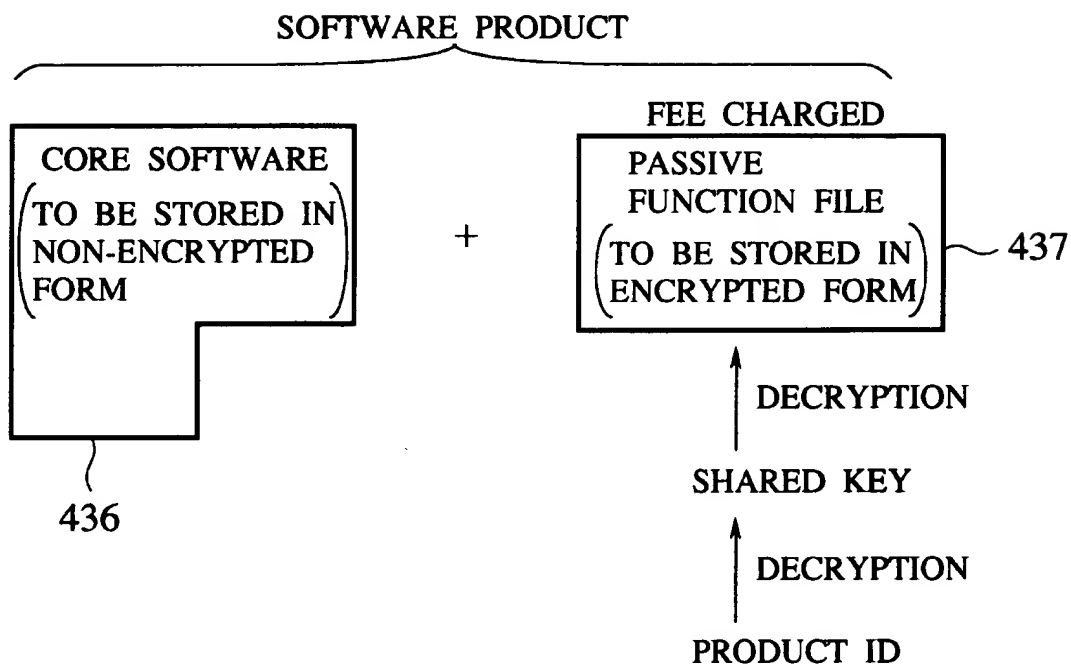 SOFTWARE PRODUCT
CORE SOFTWARE
(TO BE STORED IN
NON-ENCRYPTED
FORM)
436
+
FEE CHARGED
PASSIVE
FUNCTION FILE
(TO BE STORED IN
ENCRYPTED FORM)
437
DECRYPTION
SHARED KEY
DECRYPTION
PRODUCT ID